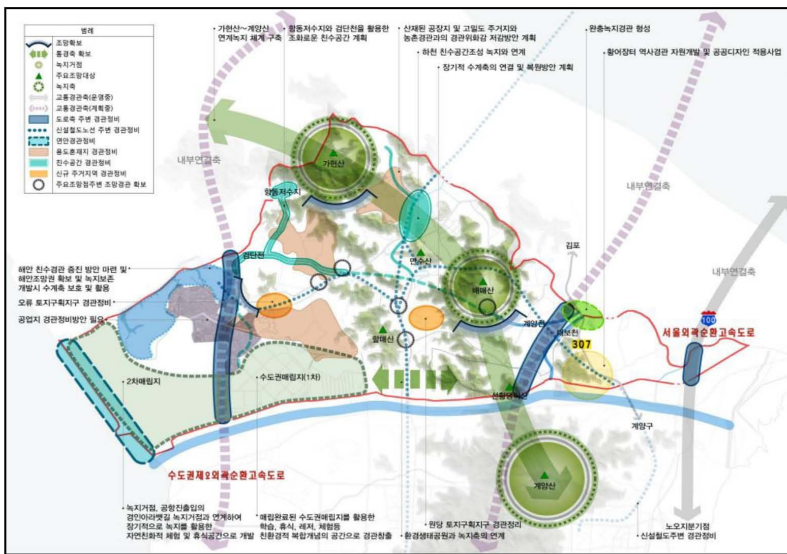 범례
조망확보
통경축 확보
녹지거점
주요조망대상
녹지축
교통경관축(운영중)
교통경관축(계획중)
도로축 주변 경관정비
신설철도노선 주변 경관정비
연안경관정비
용도혼재지 경관정비
친수공간 경관정비
신규 주거지역 경관정비
주요조망점주변 조망경관 확보
가현산~계양산
연계녹지 체계 구축
항동저수지와 검단천을 활용한
조화로운 친수공간 계획
산재된 공장지 및 고밀도 주거지와
농촌경관과의 경관위화감 저감방안 계획
하천 친수공간조성 녹지와 연계
장기적 수계축의 연결 및 복원방안 계획
완충녹지경관 형성
황어장터 역사경관 자원개발 및 공공디자인 적용사업
내부연결축
가현산
내부연결축
항동저수지
김포
내부연결축
검단천
면수산
해안 친수경관 증진 방안 마련 및
해안조망권 확보 및 녹지보존
개발시 수계축 보호 및 활용
매매산
오류 토지구획지구 경관정비
계양천
대보천
100
서울외곽순환고속도로
공업지 경관정비방안 필요
할메산
307
2차매립지
수도권매립지(1차)
계양구
수도권제2외곽순환고속도로
계양산
녹지거점, 공항진출입의
경인아라뱃길 녹지거점과 연계하여
장기적으로 녹지를 활용한
자연친화적 체험 및 휴식공간으로 개발
매립완료된 수도권매립지를 활용한
학습, 휴식, 레저, 체험등
친환경적 복합개념의 공간으로 경관창출
원당 토지구획지구 경관정리
환경생태공원과 녹지축의 연계
노오지분기점
신설철도주변 경관정비